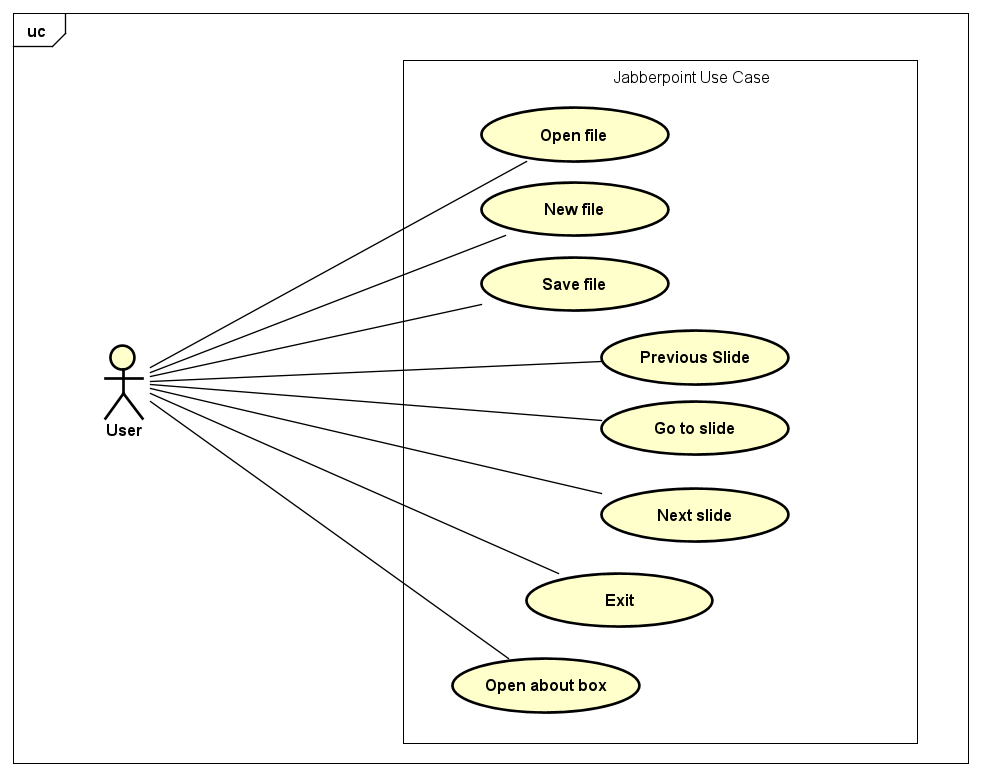 uc
Jabberpoint Use Case
Open file
New file
Save file
Previous Slide
Go to slide
Next slide
Exit
Open about box
User